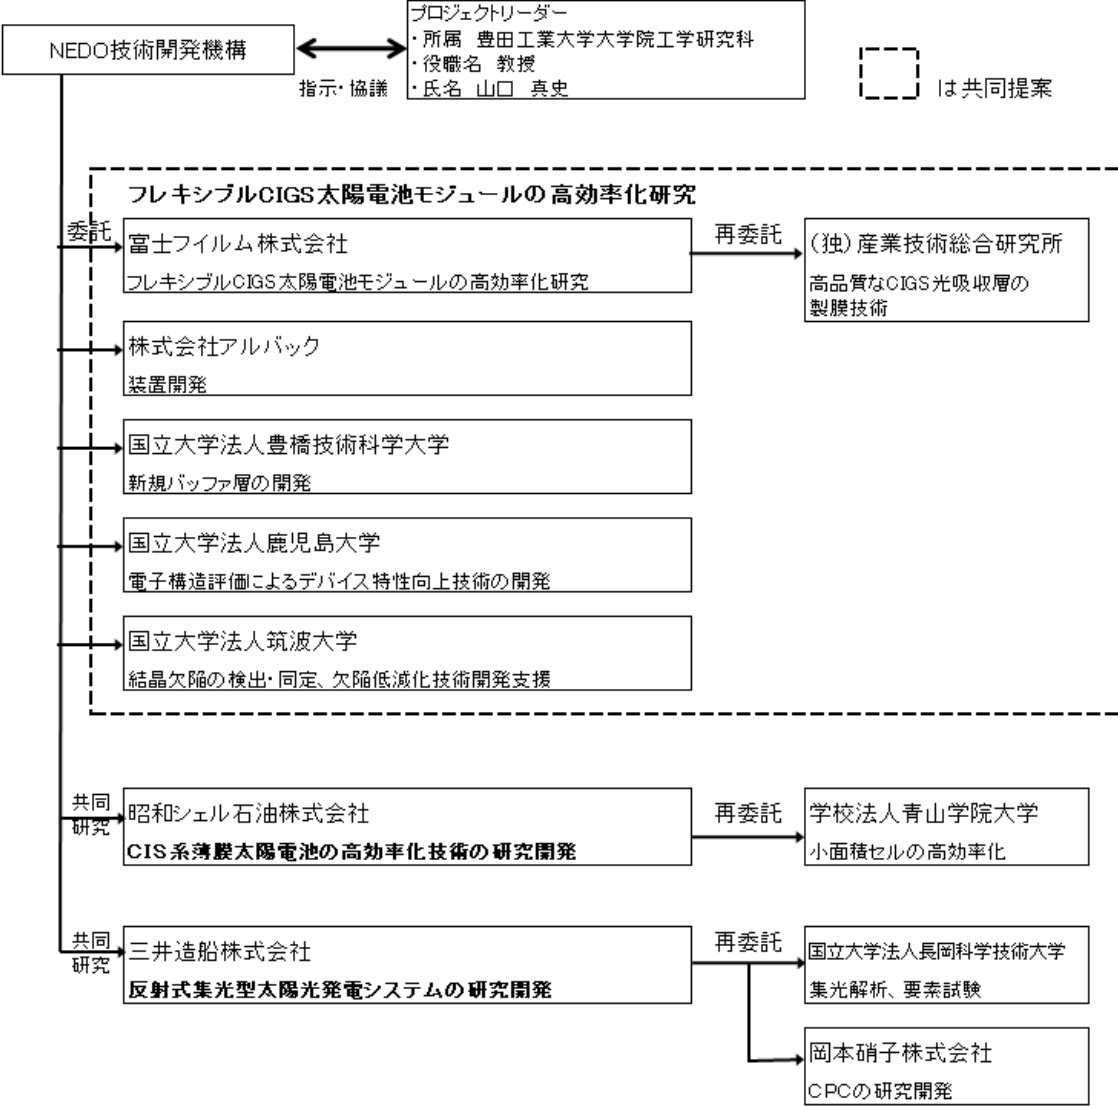 プロジェクトリーダー
NEDO技術開発機構
・所属 豊田工業大学大学院工学研究科
・役職名 教授
指示・協議
・氏名 山口 真史
は共同提案
フレキシブルCIGS太陽電池モジュールの高効率化研究
委託
富士フイルム株式会社
フレキシブルCIGS太陽電池モジュールの高効率化研究
再委託
(独)産業技術総合研究所
高品質なCIGS光吸収層の
製膜技術
株式会社アルバック
装置開発
国立大学法人豊橋技術科学大学
新規バッファ層の開発
国立大学法人鹿児島大学
電子構造評価によるデバイス特性向上技術の開発
国立大学法人筑波大学
結晶欠陥の検出・同定、欠陥低減化技術開発支援
共同
研究
昭和シェル石油株式会社
CIS系薄膜太陽電池の高効率化技術の研究開発
再委託
学校法人青山学院大学
小面積セルの高効率化
共同
研究
三井造船株式会社
反射式集光型太陽光発電システムの研究開発
再委託
国立大学法人長岡科学技術大学
集光解析、要素試験
岡本硝子株式会社
CPCの研究開発